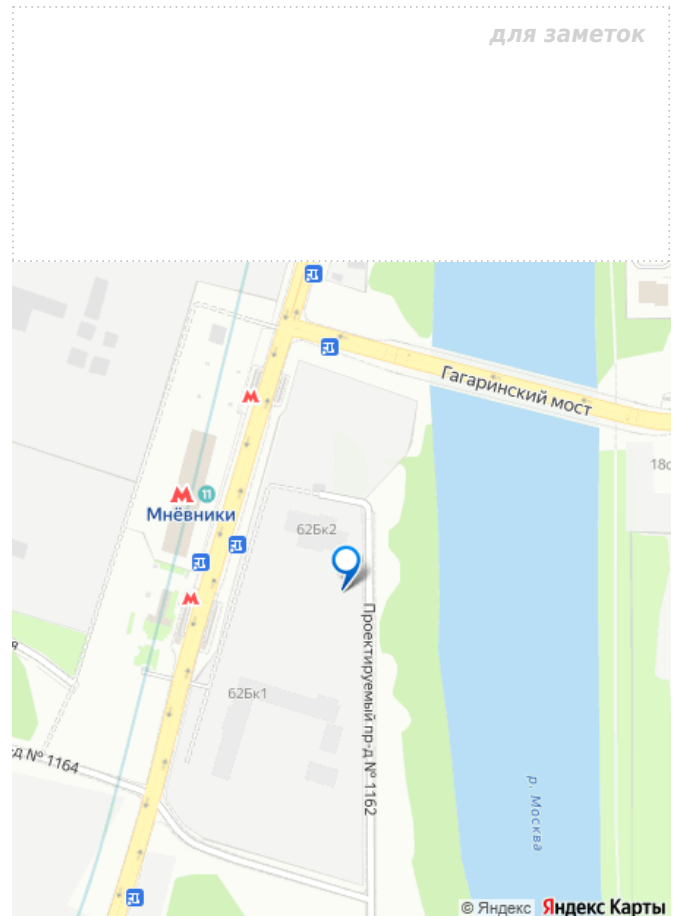 для заметок
Гагаринский мост
18с
11
Мнёвники
62Бк2
Проектируемый пр-д № 1162
62Бк1
д № 1164
р. Москва
© Яндекс Яндекс Карты